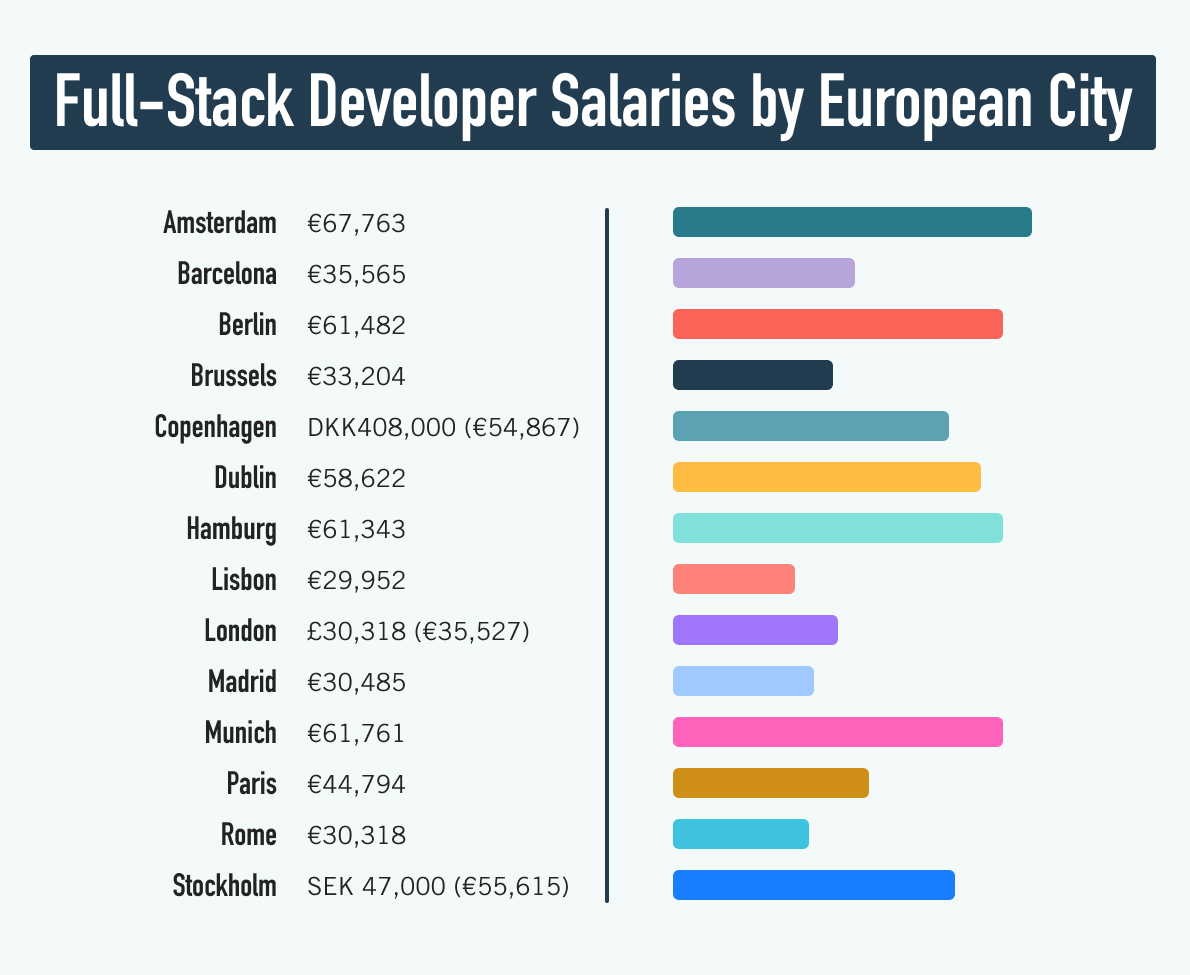 Full-Stack Developer Salaries by European City
Amsterdam €67,763
Barcelona €35,565
Berlin €61,482
Brussels €33,204
Copenhagen DKK408,000 (€54,867)
Dublin €58,622
Hamburg €61,343
Lisbon €29,952
London £30,318 (€35,527)
Madrid €30,485
Munich €61,761
Paris €44,794
Rome €30,318
Stockholm SEK 47,000 (€55,615)